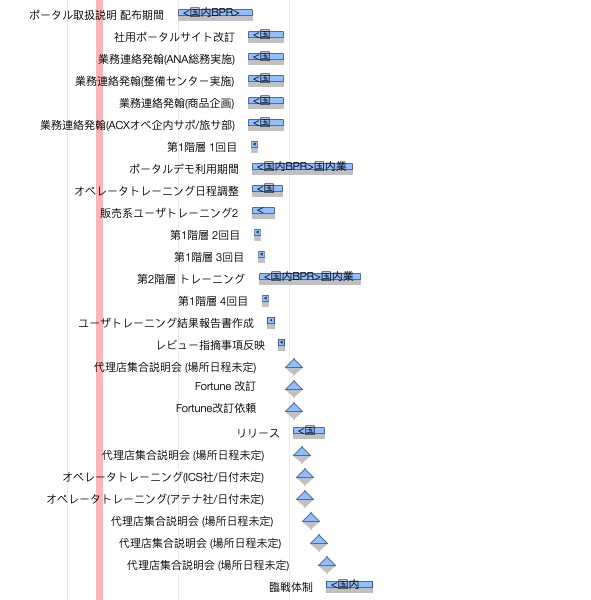 ポータル取扱説明 配布期間 <国内BPR>
社用ポータルサイト改訂 <国
業務連絡発翰(ANA総務実施) <国
業務連絡発翰(整備センター実施) <国
業務連絡発翰(商品企画) <国
業務連絡発翰(ACXオペ企内サポ/旅サ部) <国
第1階層 1回目 <
ポータルデモ利用期間 <国内BPR>国内業
オペレータトレーニング日程調整 <国
販売系ユーザトレーニング2 <
第1階層 2回目 <
第1階層 3回目 <
第2階層 トレーニング <国内BPR>国内業
第1階層 4回目 <
ユーザトレーニング結果報告書作成 <
レビュー指摘事項反映 <
代理店集合説明会 (場所日程未定)
Fortune 改訂
Fortune改訂依頼
リリース <国
代理店集合説明会 (場所日程未定)
オペレータトレーニング(ICS社/日付未定)
オペレータトレーニング(アテナ社/日付未定)
代理店集合説明会 (場所日程未定)
代理店集合説明会 (場所日程未定)
代理店集合説明会 (場所日程未定)
臨戦体制 <国内